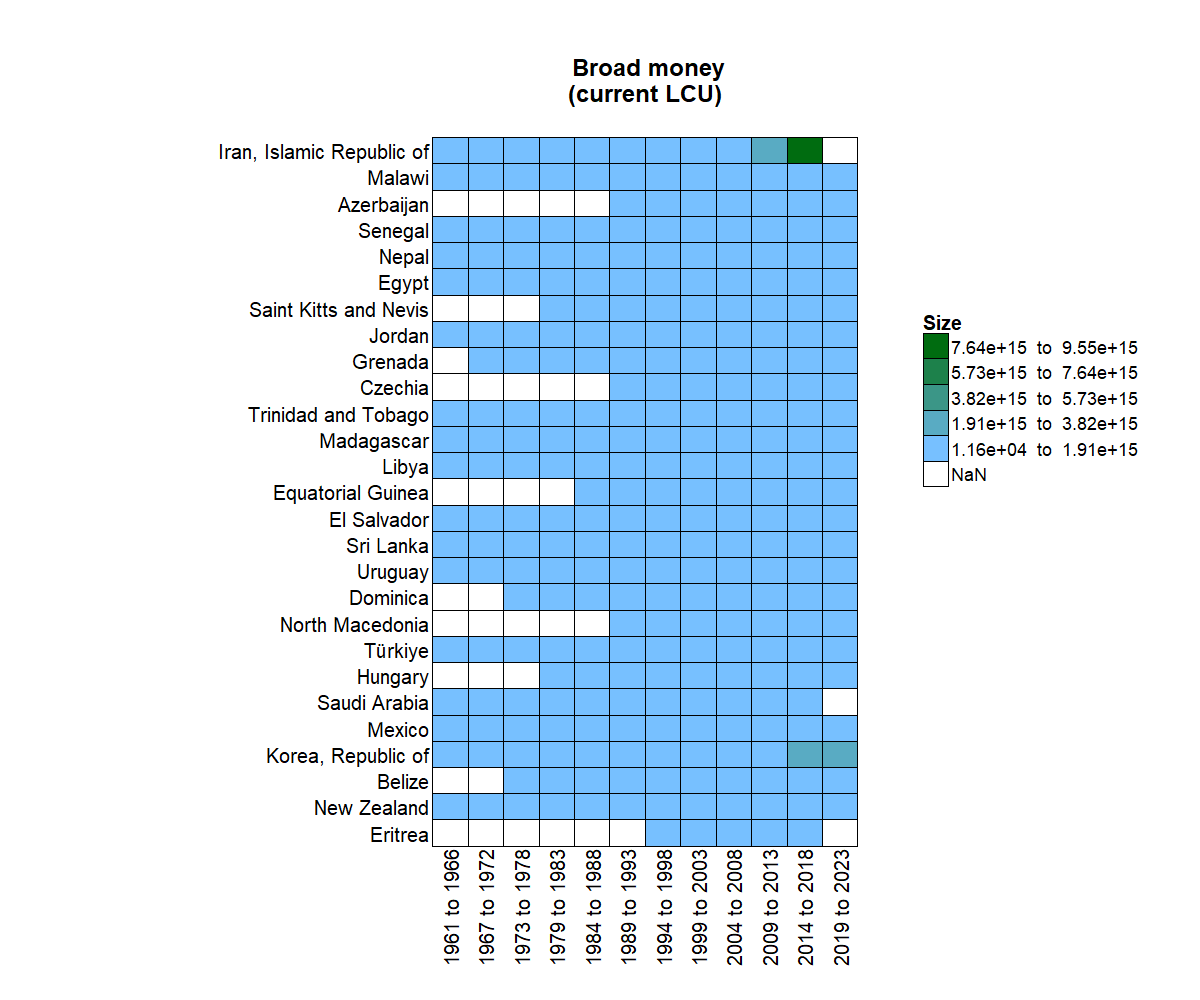 Broad money
(current LCU)
Iran, Islamic Republic of
Malawi
Azerbaijan
Senegal
Nepal
Egypt
Saint Kitts and Nevis
Jordan
Grenada
Czechia
Trinidad and Tobago
Madagascar
Libya
Equatorial Guinea
El Salvador
Sri Lanka
Uruguay
Dominica
North Macedonia
Türkiye
Hungary
Saudi Arabia
Mexico
Korea, Republic of
Belize
New Zealand
Eritrea
1961 to 1966
1967 to 1972
1973 to 1978
1979 to 1983
1984 to 1988
1989 to 1993
1994 to 1998
1999 to 2003
2004 to 2008
2009 to 2013
2014 to 2018
2019 to 2023
Size
7.64e+15 to 9.55e+15
5.73e+15 to 7.64e+15
3.82e+15 to 5.73e+15
1.91e+15 to 3.82e+15
1.16e+04 to 1.91e+15
NaN